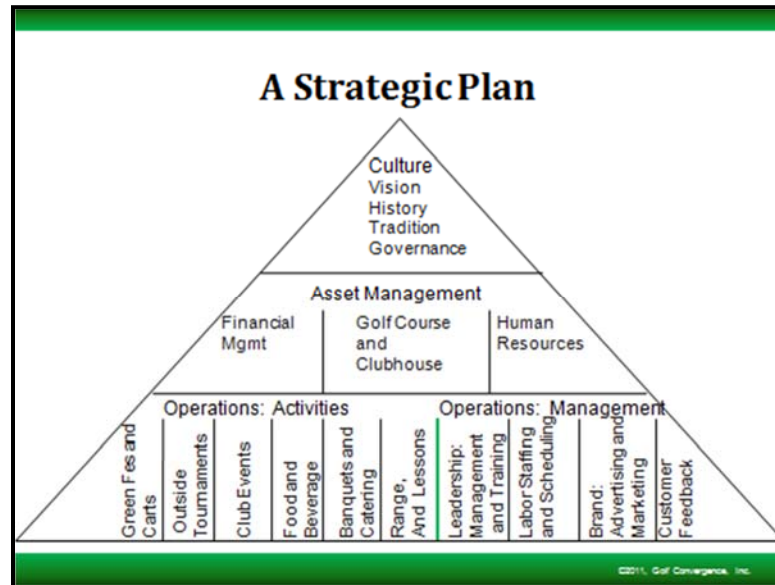 A Strategic Plan
Culture
Vision
History
Tradition
Governance
Asset Management
Financial
Mgmt
Golf Course
and
Clubhouse
Human
Resources
Operations: Activities
Operations: Management
Green Fes and
Carts
Outside
Tournaments
Club Events
Food and
Beverage
Banquets and
Catering
Range,
And Lessons
Leadership:
Management
and Training
Labor Staffing
and Scheduling
Brand:
Advertising and
Marketing
Customer
Feedback
©2011, Golf Convergence, Inc.